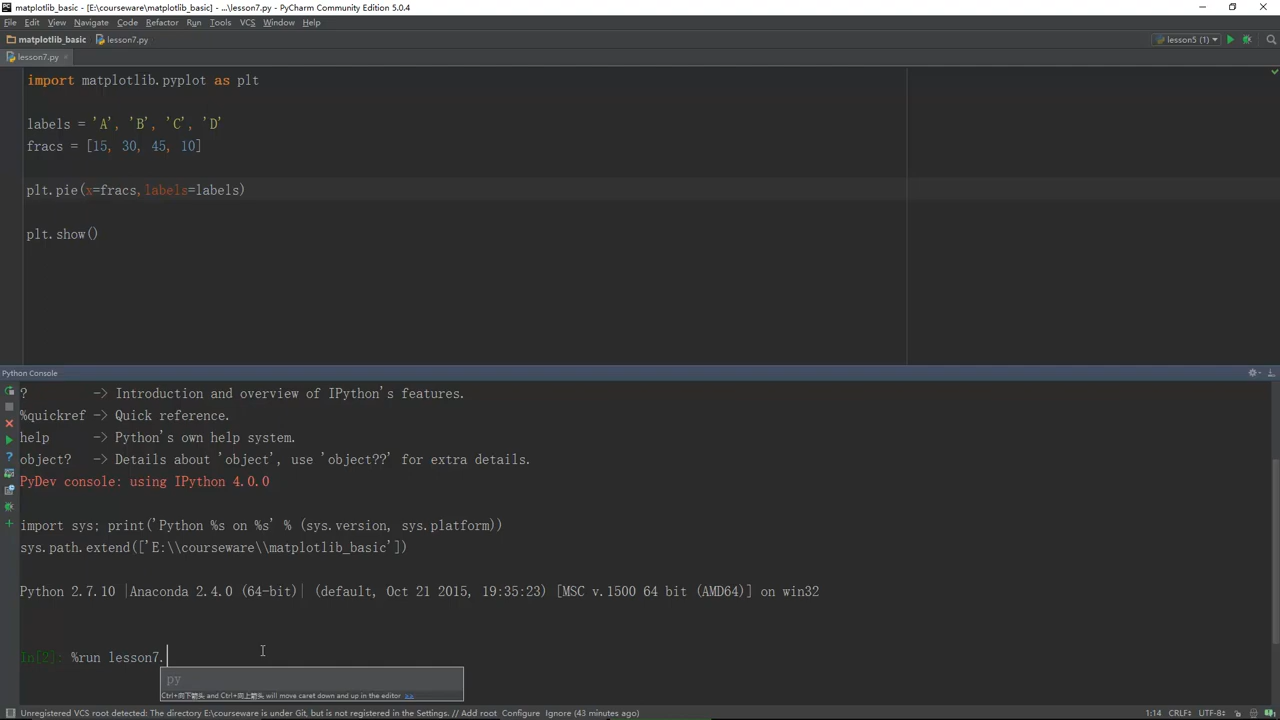 matplotlib_basic - [E:\courseware\matplotlib_basic] - ...\lesson7.py - PyCharm Community Edition 5.0.4
File Edit View Navigate Code Refactor Run Tools VCS Window Help
matplotlib_basic lesson7.py lesson5 (1)
lesson7.py
import matplotlib.pyplot as plt
labels = 'A', 'B', 'C', 'D'
fracs = [15, 30, 45, 10]
plt.pie(x=fracs,labels=labels)
plt.show()
Python Console
? -> Introduction and overview of IPython's features.
%quickref -> Quick reference.
help -> Python's own help system.
object? -> Details about 'object', use 'object??' for extra details.
PyDev console: using IPython 4.0.0
import sys; print('Python %s on %s' % (sys.version, sys.platform))
sys.path.extend(['E:\\courseware\\matplotlib_basic'])
Python 2.7.10 |Anaconda 2.4.0 (64-bit)| (default, Oct 21 2015, 19:35:23) [MSC v.1500 64 bit (AMD64)] on win32
In[2]: %run lesson7.
py
Ctrl+向下箭头 and Ctrl+向上箭头 will move caret down and up in the editor >>
Unregistered VCS root detected: The directory E:\courseware is under Git, but is not registered in the Settings. // Add root Configure Ignore (43 minutes ago) 1:14 CRLF÷ UTF-8÷